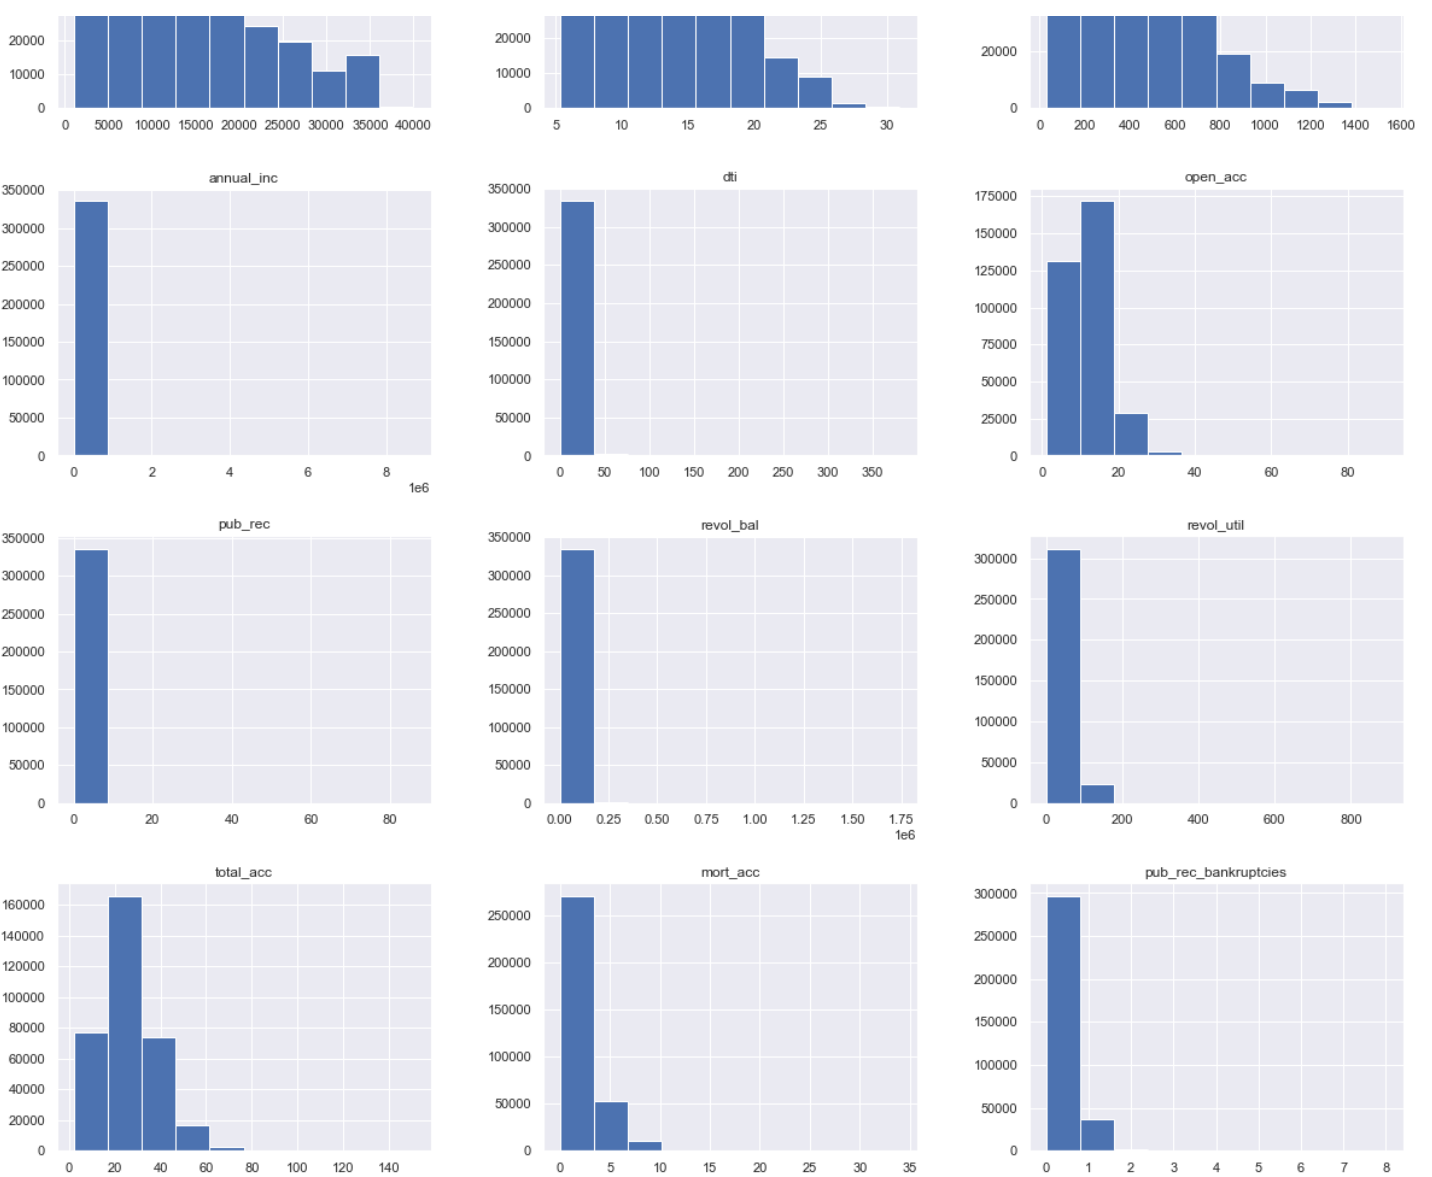 20000 20000 20000
10000 10000
0 0 0
0 5000 10000 15000 20000 25000 30000 35000 40000 5 10 15 20 25 30 0 200 400 600 800 1000 1200 1400 1600
annual_inc dti open_acc
350000 350000 175000
300000 300000 150000
250000 250000 125000
200000 200000 100000
150000 150000 75000
100000 100000 50000
50000 50000 25000
0 0 0
0 2 4 6 8 0 50 100 150 200 250 300 350 0 20 40 60 80
1e6
pub_rec revol_bal revol_util
350000 350000
300000 300000 300000
250000 250000 250000
200000 200000 200000
150000 150000 150000
100000 100000 100000
50000 50000 50000
0 0 0
0 20 40 60 80 0.00 0.25 0.50 0.75 1.00 1.25 1.50 1.75 0 200 400 600 800
1e6
total_acc mort_acc pub_rec_bankruptcies
160000 250000 300000
140000 200000 250000
120000 150000 200000
100000 100000 150000
80000 50000 100000
60000 0 50000
40000 0
20000
0
0 20 40 60 80 100 120 140 0 5 10 15 20 25 30 35 0 1 2 3 4 5 6 7 8